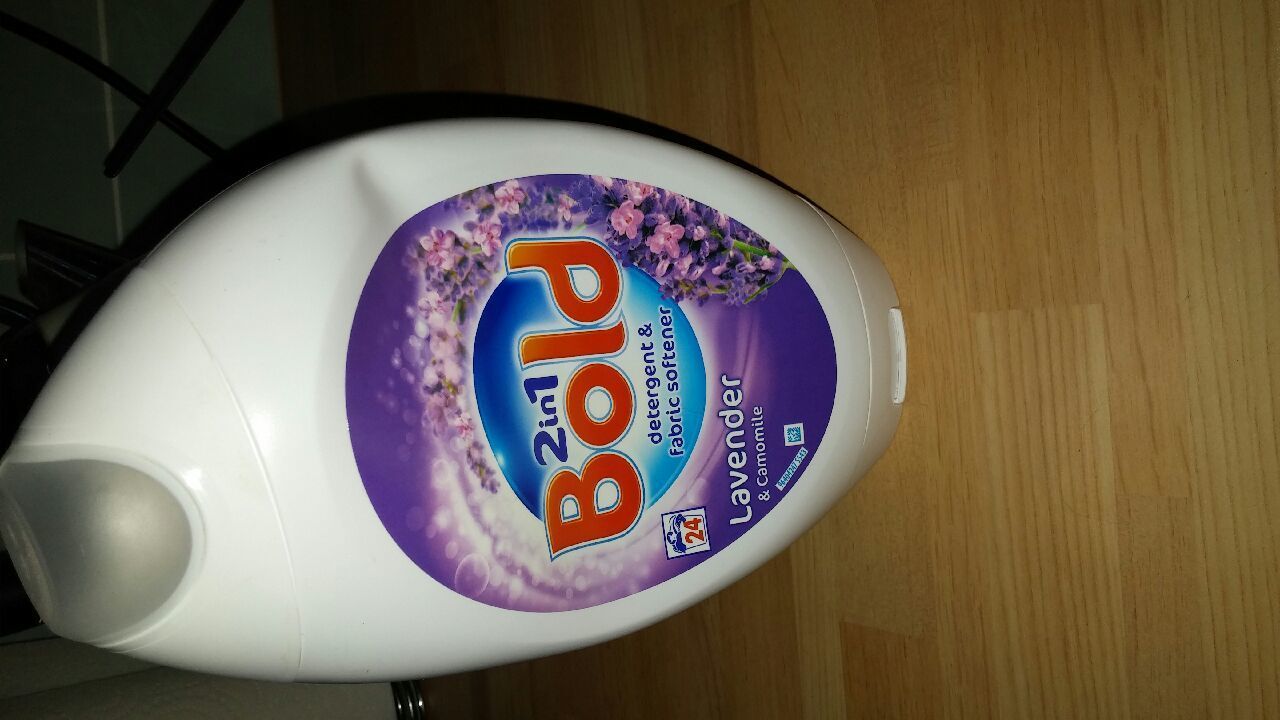 2in1
Bold
detergent &
fabric softener
Lavender
& Camomile
24